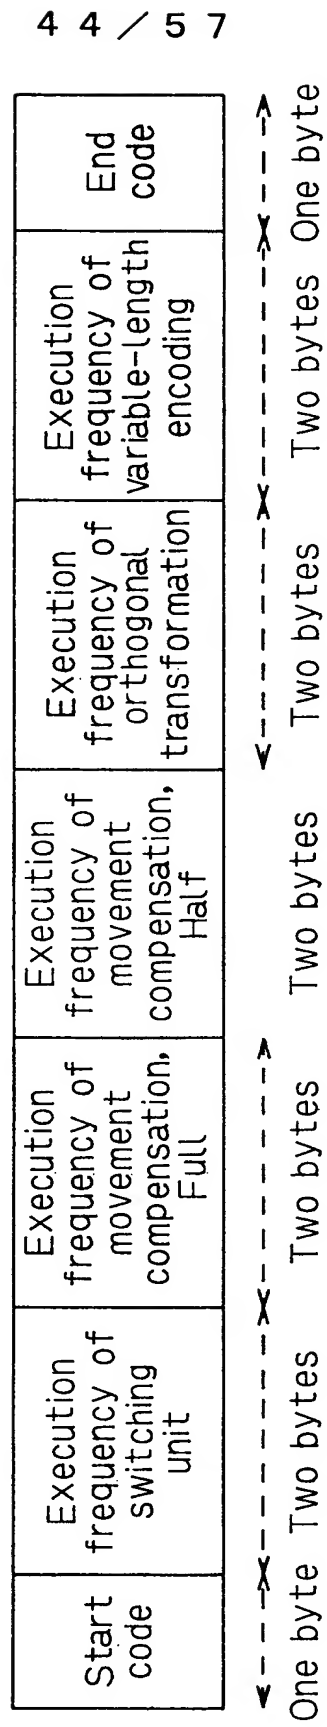 44/57
Start
code
Execution
frequency of
switching
unit
Execution
frequency of
movement
compensation,
Full
Execution
frequency of
movement
compensation,
Half
Execution
frequency of
orthogonal
transformation
Execution
frequency of
variable-length
encoding
End
code
One byte
Two bytes
Two bytes
Two bytes
Two bytes
Two bytes
One byte